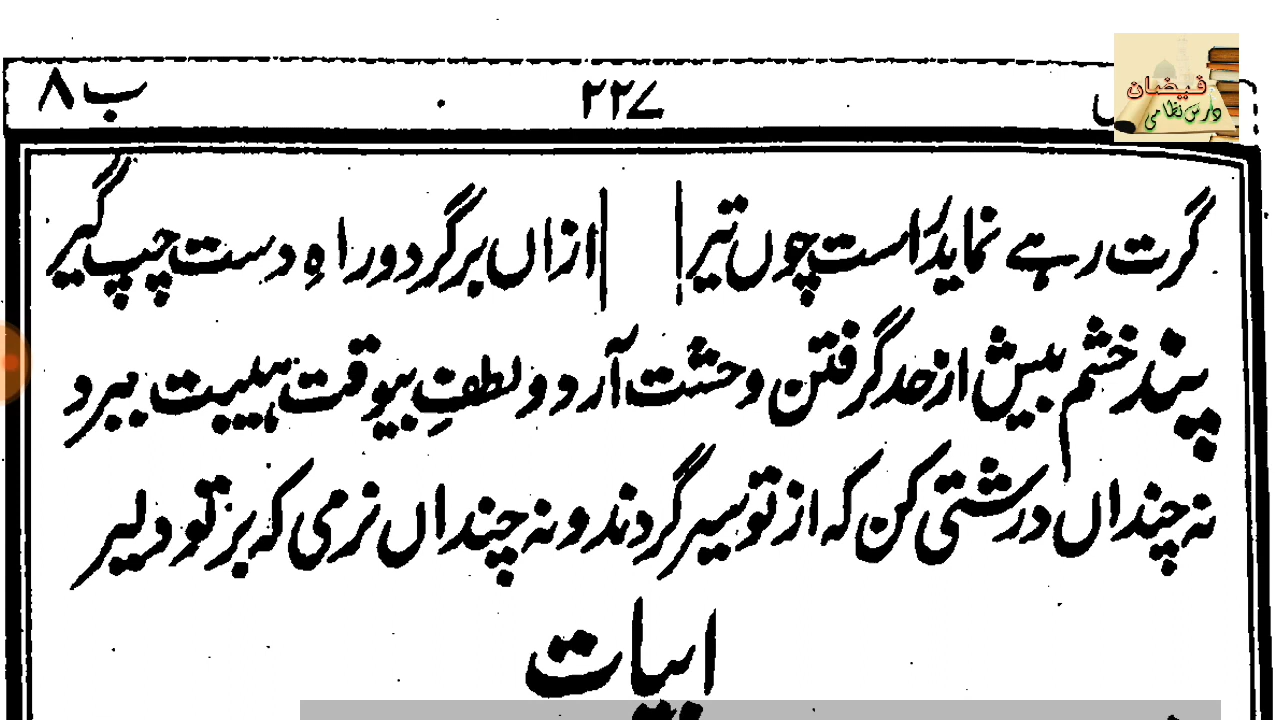 ب۸ ۲۲۷
فیضان
درس نظامی
گرت رہے نماید راست چوں تیر ازاں برگرد و راہِ دست چپ گیر
پند خشم بیش از حد گرفتن وحشت آرد و لطفِ بیوقت ہیبت ببرد
نہ چنداں درشتی کن کہ از تو سیر گردند و نہ چنداں نرمی کہ بر تو دلیر
ابیات